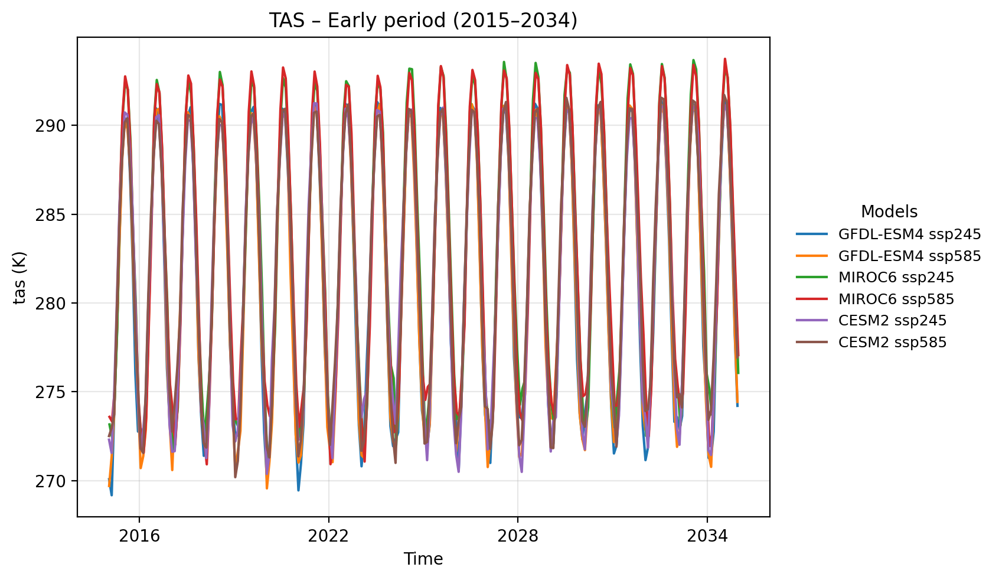 TAS – Early period (2015–2034)
290
285
280
275
270
tas (K)
2016
2022
2028
2034
Time
Models
GFDL-ESM4 ssp245
GFDL-ESM4 ssp585
MIROC6 ssp245
MIROC6 ssp585
CESM2 ssp245
CESM2 ssp585